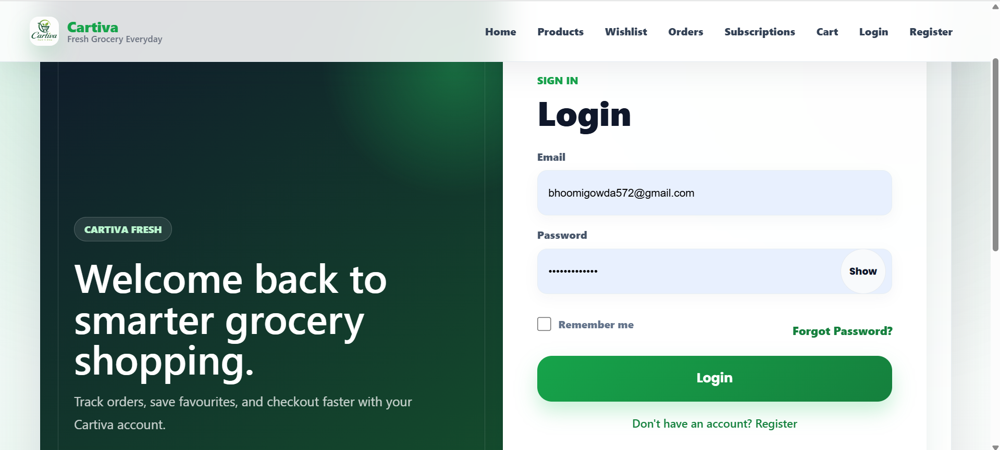 Cartiva
Cartiva
Fresh Grocery Everyday
Home
Products
Wishlist
Orders
Subscriptions
Cart
Login
Register
CARTIVA FRESH
Welcome back to
smarter grocery
shopping.
Track orders, save favourites, and checkout faster with your
Cartiva account.
SIGN IN
Login
Email
bhoomigowda572@gmail.com
Password
•••••••••••••
Show
Remember me
Forgot Password?
Login
Don't have an account? Register